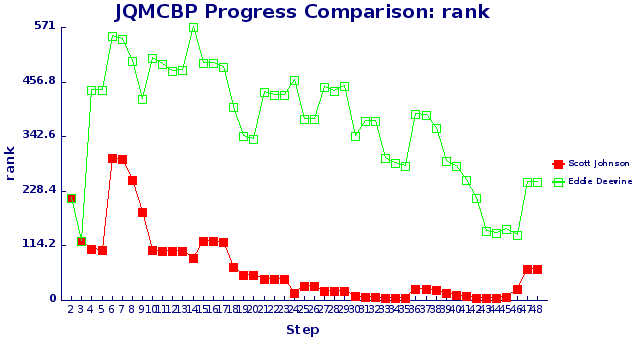 JQMCBP Progress Comparison: rank
571
456.8
342.6
228.4
114.2
0
rank
2 3 4 5 6 7 8 9 10 11 12 13 14 15 16 17 18 19 20 21 22 23 24 25 26 27 28 29 30 31 32 33 34 35 36 37 38 39 40 41 42 43 44 45 46 47 48
Step
Scott Johnson
Eddie Deevine